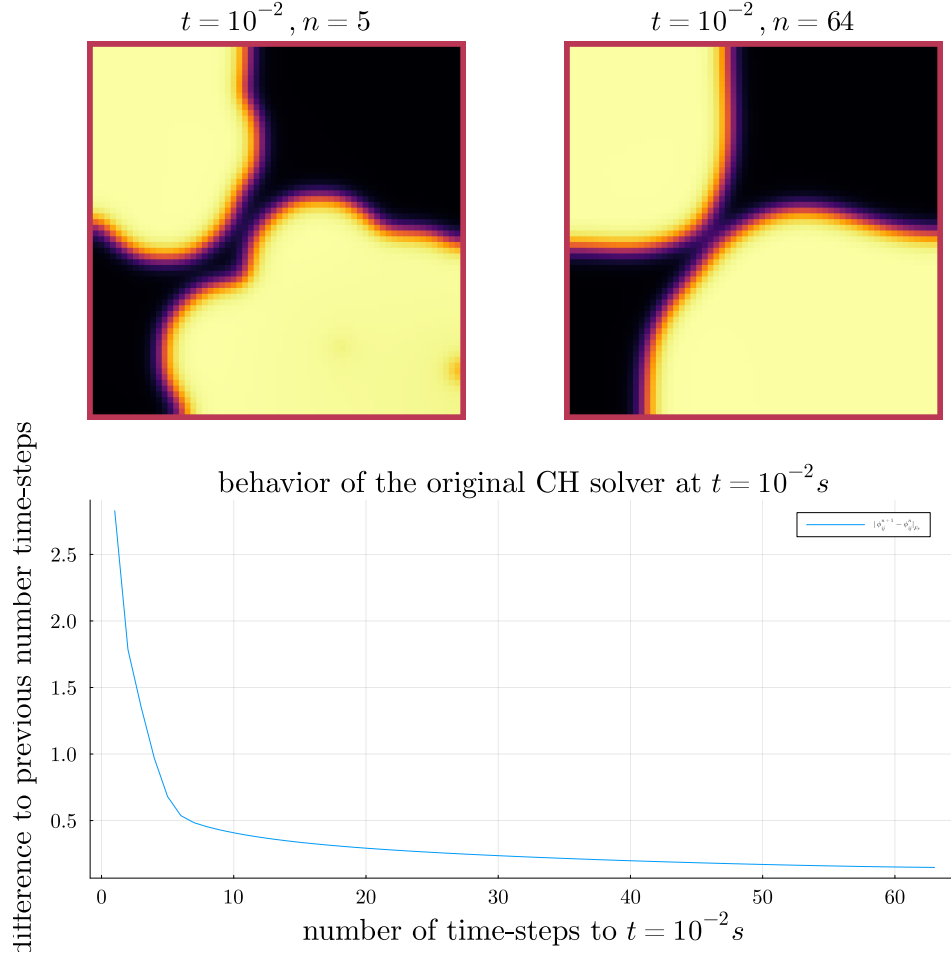 t = 10⁻², n = 5
t = 10⁻², n = 64
behavior of the original CH solver at t = 10⁻²s
difference to previous number time-steps
2.5
2.0
1.5
1.0
0.5
0 10 20 30 40 50 60
number of time-steps to t = 10⁻²s